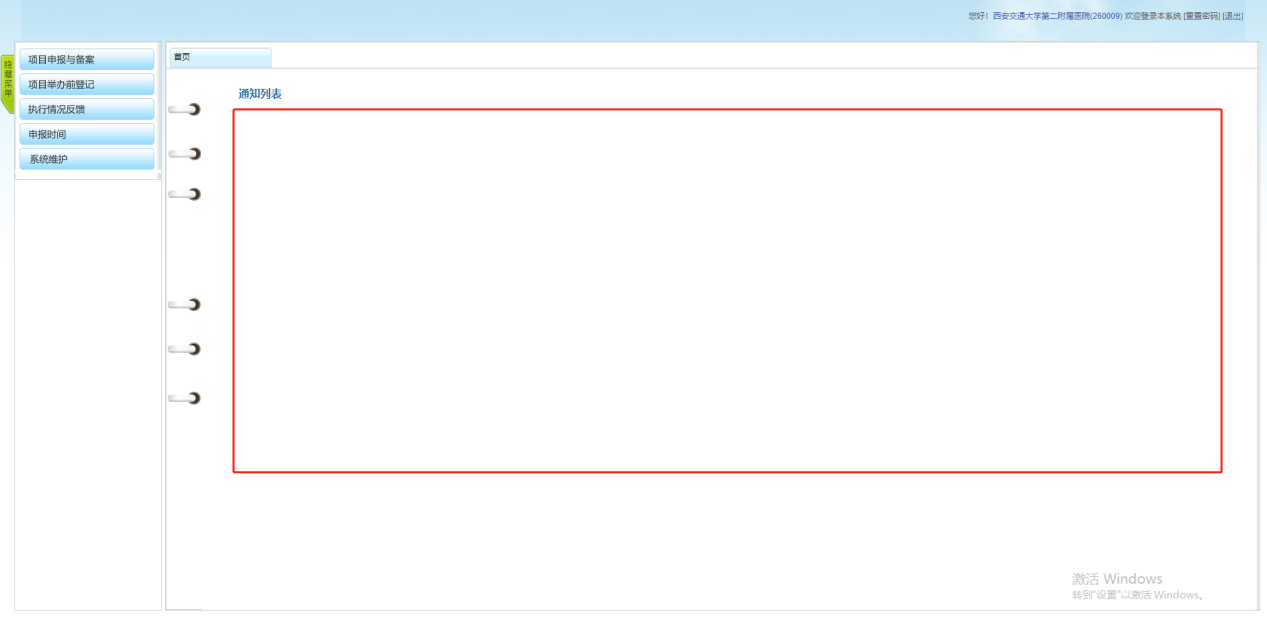 您好！西安交通大学第二附属医院(260009) 欢迎登录本系统 [重置密码] [退出]
隐藏菜单
项目申报与备案
项目举办前登记
执行情况反馈
申报时间
系统维护
首页
通知列表
激活 Windows
转到"设置"以激活 Windows。